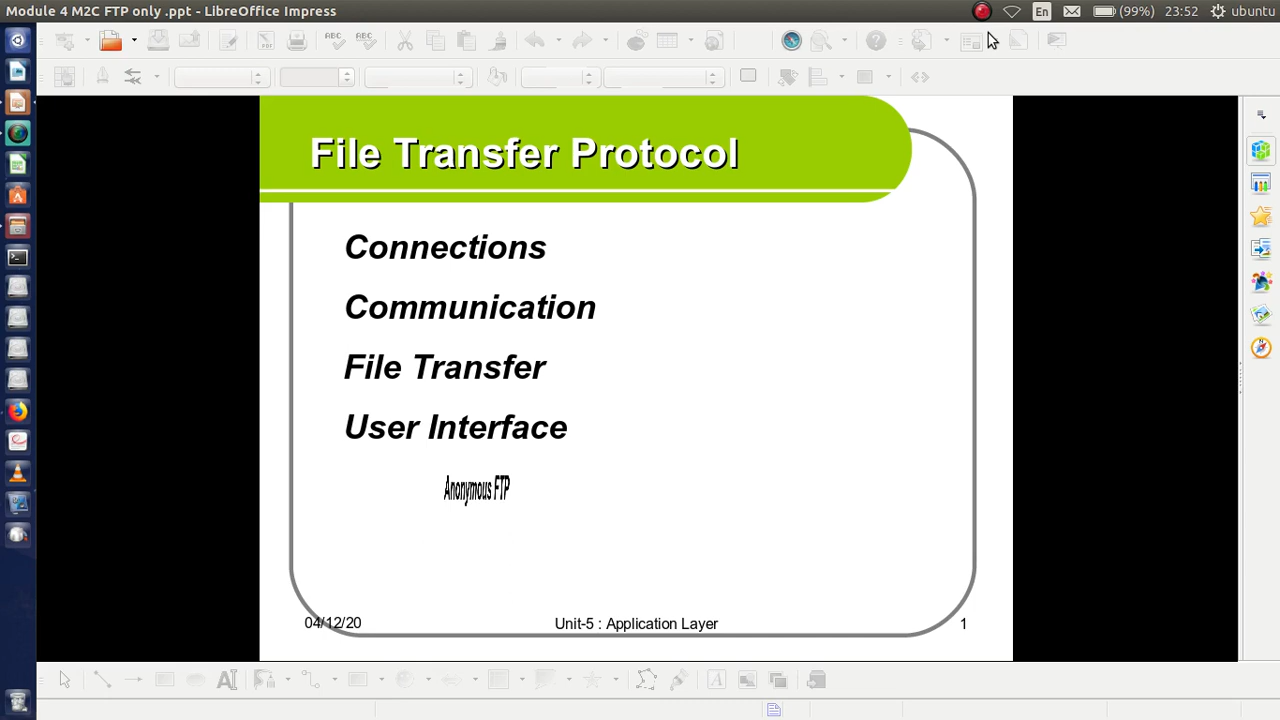 Module 4 M2C FTP only .ppt - LibreOffice Impress
En
(99%)
23:52
ubuntu
File Transfer Protocol
Connections
Communication
File Transfer
User Interface
Anonymous FTP
04/12/20
Unit-5 : Application Layer
1